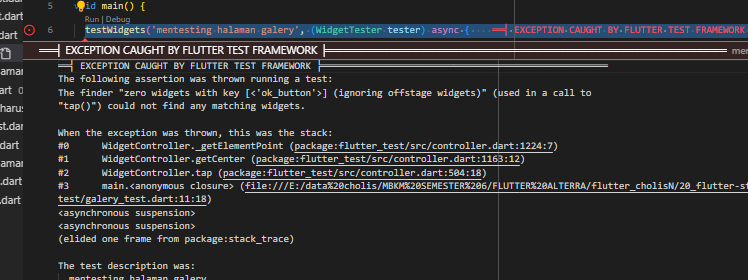 5 void main() {
Run | Debug
6 testWidgets('mentesting halaman galery', (WidgetTester tester) async { ══╡ EXCEPTION CAUGHT BY FLUTTER TEST FRAMEWORK
══╡ EXCEPTION CAUGHT BY FLUTTER TEST FRAMEWORK ╞═════════ men
══╡ EXCEPTION CAUGHT BY FLUTTER TEST FRAMEWORK ╞═════════
The following assertion was thrown running a test:
The finder "zero widgets with key [<'ok_button'>] (ignoring offstage widgets)" (used in a call to
"tap()") could not find any matching widgets.
When the exception was thrown, this was the stack:
#0 WidgetController._getElementPoint (package:flutter_test/src/controller.dart:1224:7)
#1 WidgetController.getCenter (package:flutter_test/src/controller.dart:1163:12)
#2 WidgetController.tap (package:flutter_test/src/controller.dart:504:18)
#3 main.<anonymous closure> (file:///E:/data%20cholis/MBKM%20SEMESTER%206/FLUTTER%20ALTERRA/flutter_cholisN/20_flutter-s
test/galery_test.dart:11:18)
<asynchronous suspension>
<asynchronous suspension>
(elided one frame from package:stack_trace)
The test description was:
mentesting halaman galery
aman
art
harus
st.dart
.dart
aman
.dart